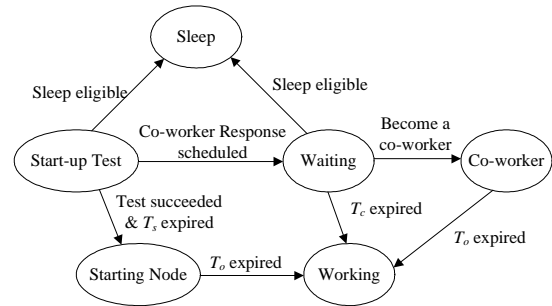 Sleep
Sleep eligible
Sleep eligible
Co-worker Response
scheduled
Become a
co-worker
Start-up Test
Waiting
Co-worker
Test succeeded
& Ts expired
Tc expired
To expired
Starting Node
To expired
Working